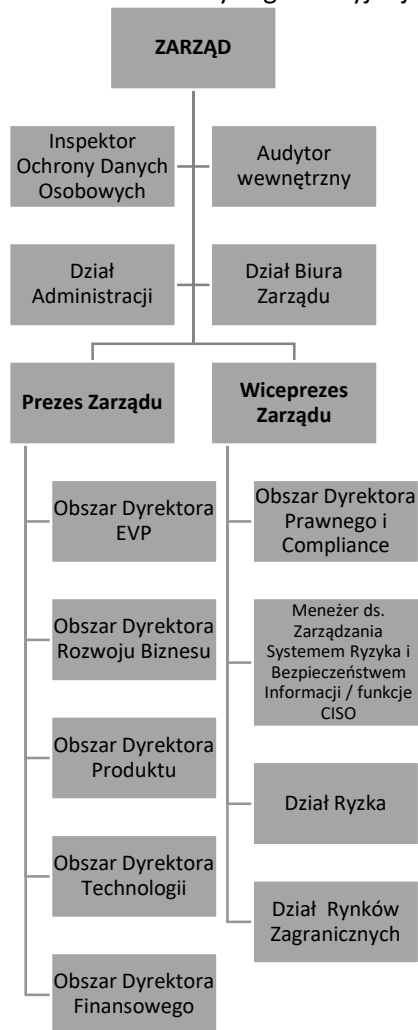 ZARZĄD
Inspektor
Ochrony Danych
Osobowych
Audytor
wewnętrzny
Dział
Administracji
Dział Biura
Zarządu
Prezes Zarządu
Wiceprezes
Zarządu
Obszar Dyrektora
EVP
Obszar Dyrektora
Rozwoju Biznesu
Obszar Dyrektora
Produktu
Obszar Dyrektora
Technologii
Obszar Dyrektora
Finansowego
Obszar Dyrektora
Prawnego i
Compliance
Meneżer ds.
Zarządzania
Systemem Ryzyka i
Bezpieczeństwem
Informacji / funkcje
CISO
Dział Ryzka
Dział Rynków
Zagranicznych